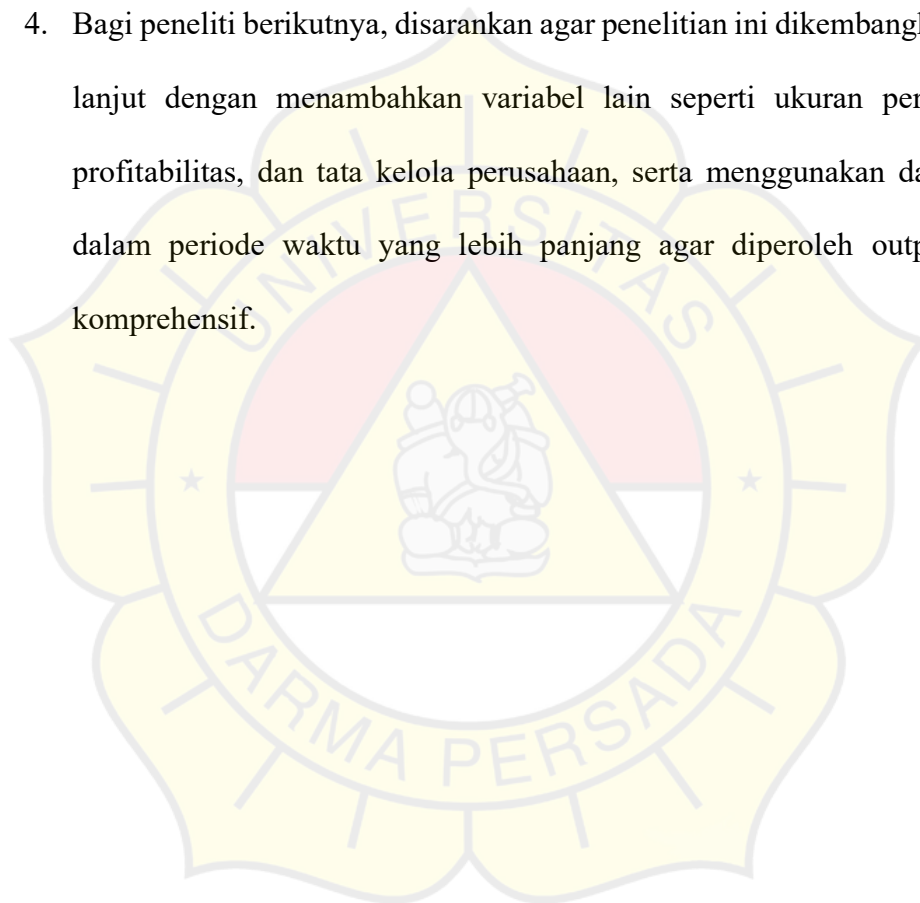 4. Bagi peneliti berikutnya, disarankan agar penelitian ini
lanjut dengan menambahkan variabel lain seperti ukuran
profitabilitas, dan tata kelola perusahaan, serta menggunakan
dalam periode waktu yang lebih panjang agar diperoleh
komprehensif.
UNIVERSITAS
DARMA PERSADA